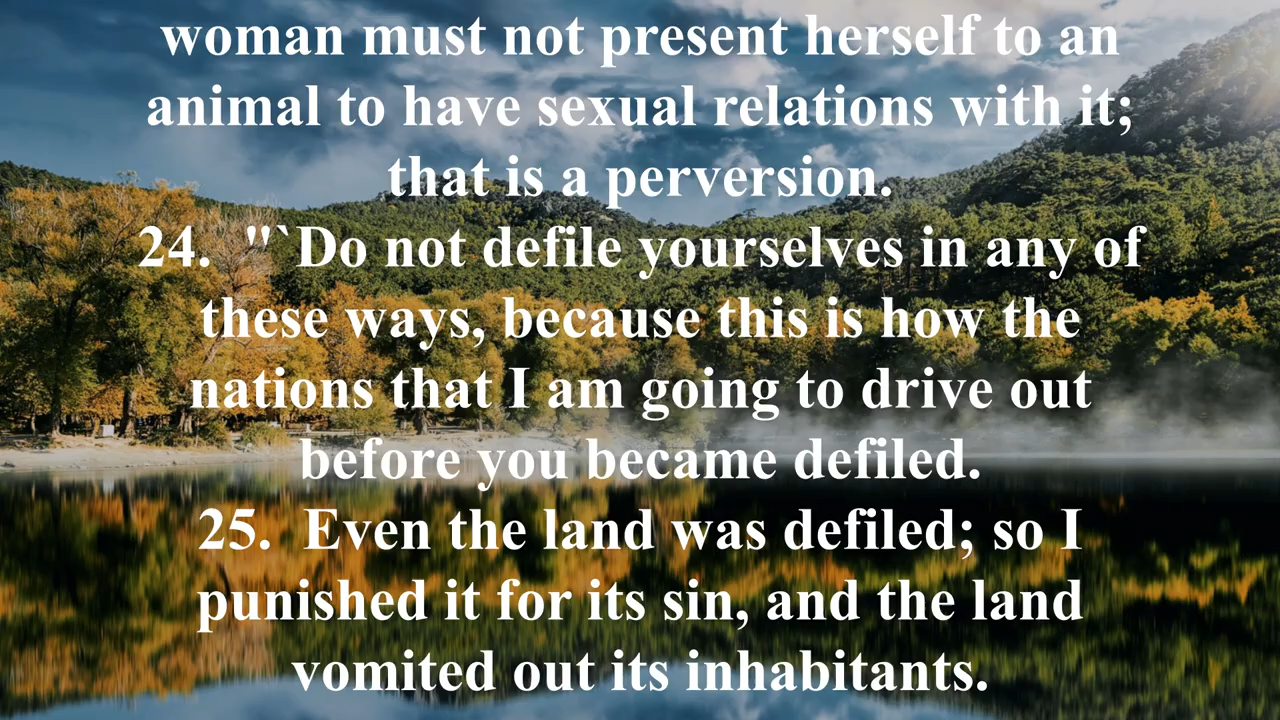 woman must not present herself to an
animal to have sexual relations with it;
that is a perversion.
24.  "`Do not defile yourselves in any of
these ways, because this is how the
nations that I am going to drive out
before you became defiled.
25.  Even the land was defiled; so I
punished it for its sin, and the land
vomited out its inhabitants.